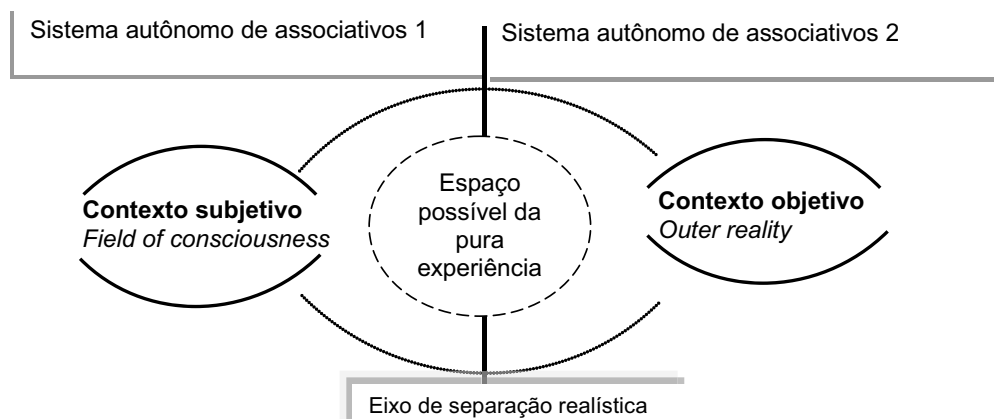 Sistema autônomo de associativos 1
Sistema autônomo de associativos 2
Contexto subjetivo
Field of consciousness
Espaço
possível da
pura
experiência
Contexto objetivo
Outer reality
Eixo de separação realística